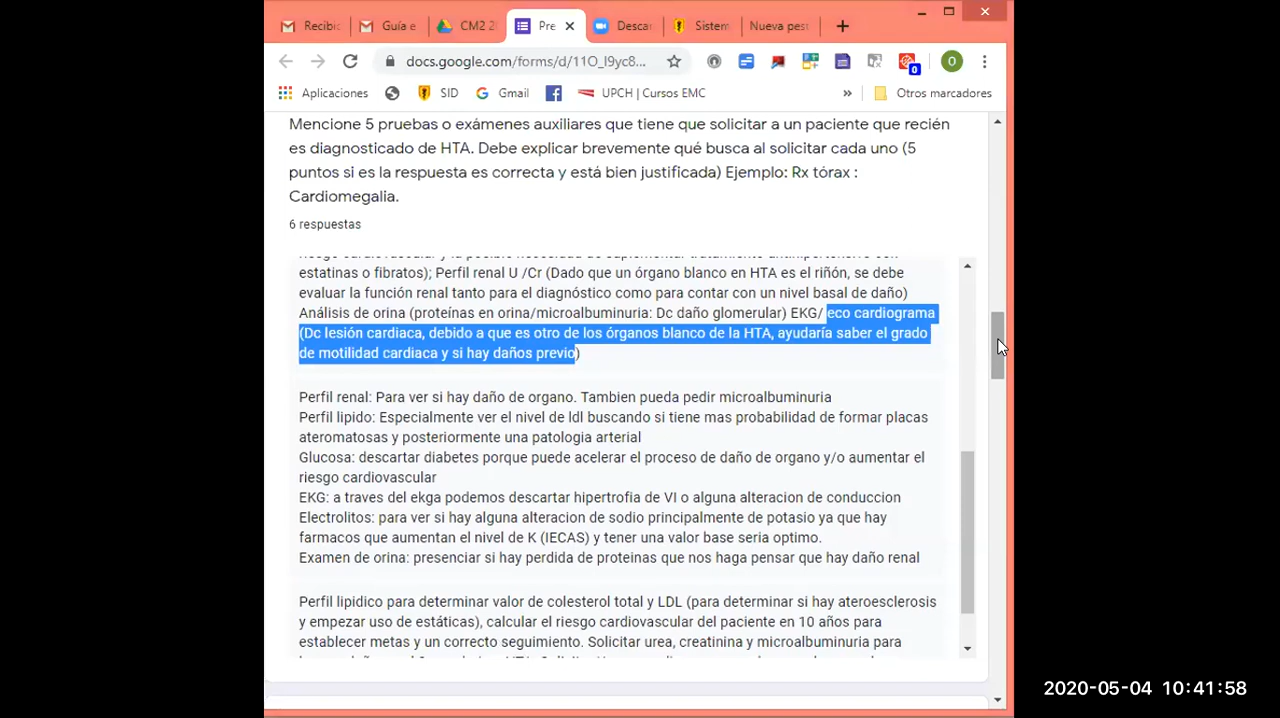 Recibic
Guía e
CM2 2
Pre
Descar
Sistem
Nueva pest
docs.google.com/forms/d/11O_I9yc8...
0
O
Aplicaciones
SID
Gmail
UPCH | Cursos EMC
»
Otros marcadores
Mencione 5 pruebas o exámenes auxiliares que tiene que solicitar a un paciente que recién
es diagnosticado de HTA. Debe explicar brevemente qué busca al solicitar cada uno (5
puntos si es la respuesta es correcta y está bien justificada) Ejemplo: Rx tórax :
Cardiomegalia.
6 respuestas
estatinas o fibratos); Perfil renal U /Cr (Dado que un órgano blanco en HTA es el riñón, se debe
evaluar la función renal tanto para el diagnóstico como para contar con un nivel basal de daño)
Análisis de orina (proteínas en orina/microalbuminuria: Dc daño glomerular) EKG/ eco cardiograma
(Dc lesión cardiaca, debido a que es otro de los órganos blanco de la HTA, ayudaría saber el grado
de motilidad cardiaca y si hay daños previo)
Perfil renal: Para ver si hay daño de organo. Tambien pueda pedir microalbuminuria
Perfil lipido: Especialmente ver el nivel de ldl buscando si tiene mas probabilidad de formar placas
ateromatosas y posteriormente una patologia arterial
Glucosa: descartar diabetes porque puede acelerar el proceso de daño de organo y/o aumentar el
riesgo cardiovascular
EKG: a traves del ekga podemos descartar hipertrofia de VI o alguna alteracion de conduccion
Electrolitos: para ver si hay alguna alteracion de sodio principalmente de potasio ya que hay
farmacos que aumentan el nivel de K (IECAS) y tener una valor base seria optimo.
Examen de orina: presenciar si hay perdida de proteinas que nos haga pensar que hay daño renal
Perfil lipidico para determinar valor de colesterol total y LDL (para determinar si hay ateroesclerosis
y empezar uso de estáticas), calcular el riesgo cardiovascular del paciente en 10 años para
establecer metas y un correcto seguimiento. Solicitar urea, creatinina y microalbuminuria para
2020-05-04 10:41:58